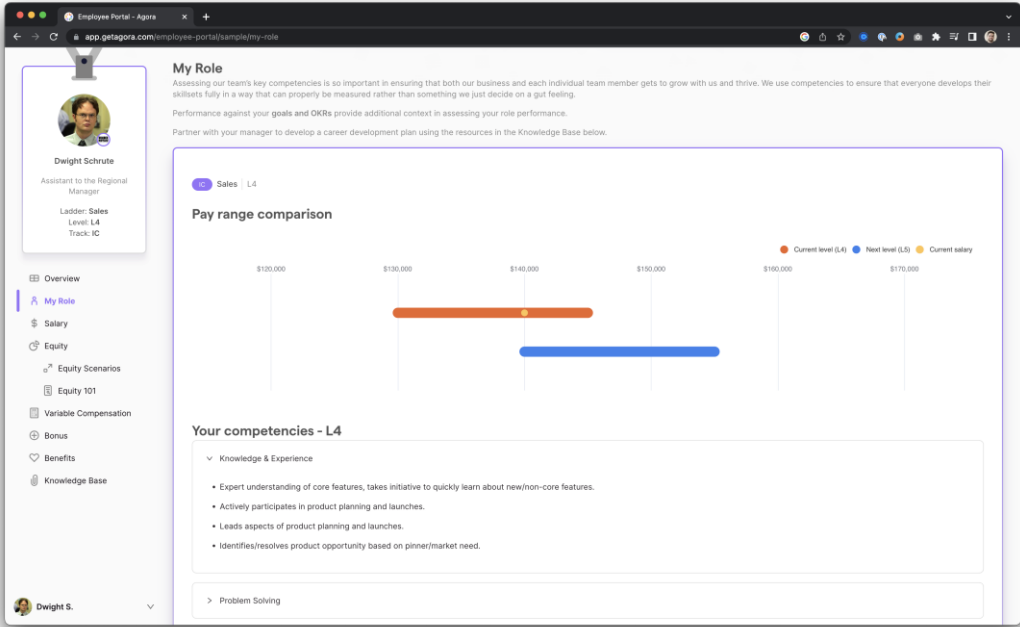 Employee Portal - Agora
app.getagora.com/employee-portal/sample/my-role
Dwight Schrute
Assistant to the Regional
Manager
Ladder: Sales
Level: L4
Track: IC
Overview
My Role
Salary
Equity
Equity Scenarios
Equity 101
Variable Compensation
Bonus
Benefits
Knowledge Base
Dwight S.
My Role
Assessing our team's key competencies is so important in ensuring that both our business and each individual team member gets to grow with us and thrive. We use competencies to ensure that everyone develops their
skillsets fully in a way that can properly be measured rather than something we just decide on a gut feeling.
Performance against your goals and OKRs provide additional context in assessing your role performance.
Partner with your manager to develop a career development plan using the resources in the Knowledge Base below.
IC Sales L4
Pay range comparison
Current level (L4) Next level (L5) Current salary
$120,000 $130,000 $140,000 $150,000 $160,000 $170,000
Your competencies - L4
Knowledge & Experience
• Expert understanding of core features, takes initiative to quickly learn about new/non-core features.
• Actively participates in product planning and launches.
• Leads aspects of product planning and launches.
• Identifies/resolves product opportunity based on pinner/market need.
Problem Solving